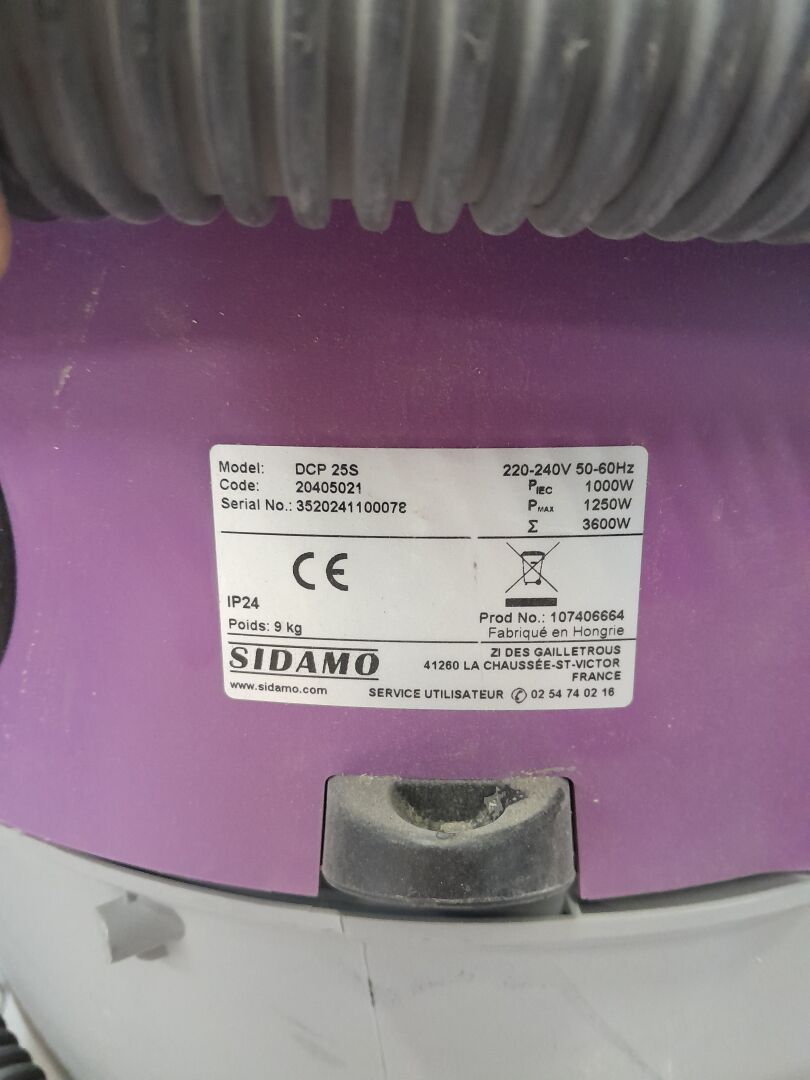 Model: DCP 25S
Code: 20405021
Serial No.: 3520241100078
220-240V 50-60Hz
PIEC 1000W
PMAX 1250W
Σ 3600W
CE
IP24
Poids: 9 kg
Prod No.: 107406664
Fabriqué en Hongrie
SIDAMO
www.sidamo.com
ZI DES GAILLETROUS
41260 LA CHAUSSÉE-ST-VICTOR
FRANCE
SERVICE UTILISATEUR ✆ 02 54 74 02 16